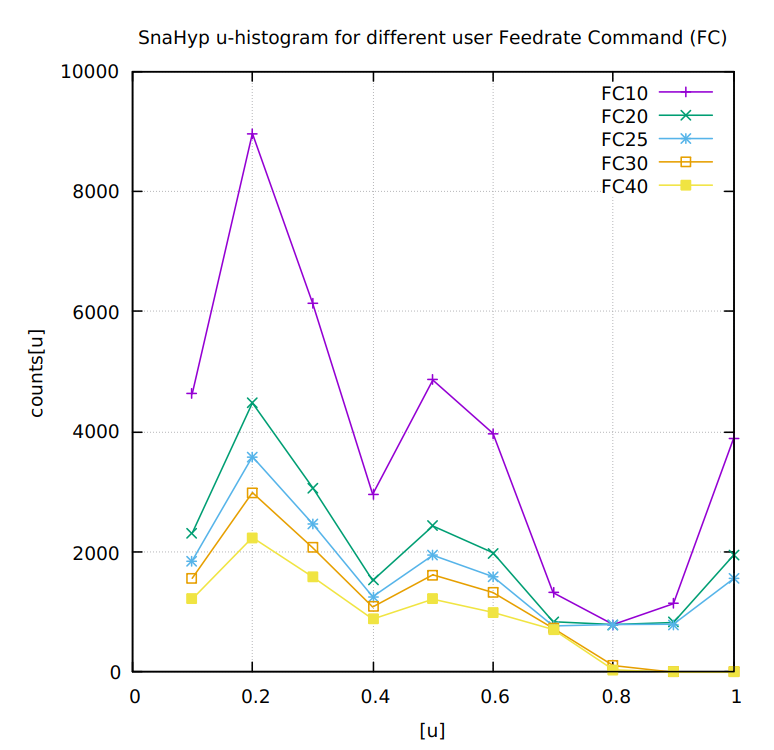 SnaHyp u-histogram for different user Feedrate Command (FC)
10000
8000
6000
4000
2000
0
counts[u]
FC10
FC20
FC25
FC30
FC40
0 0.2 0.4 0.6 0.8 1
[u]